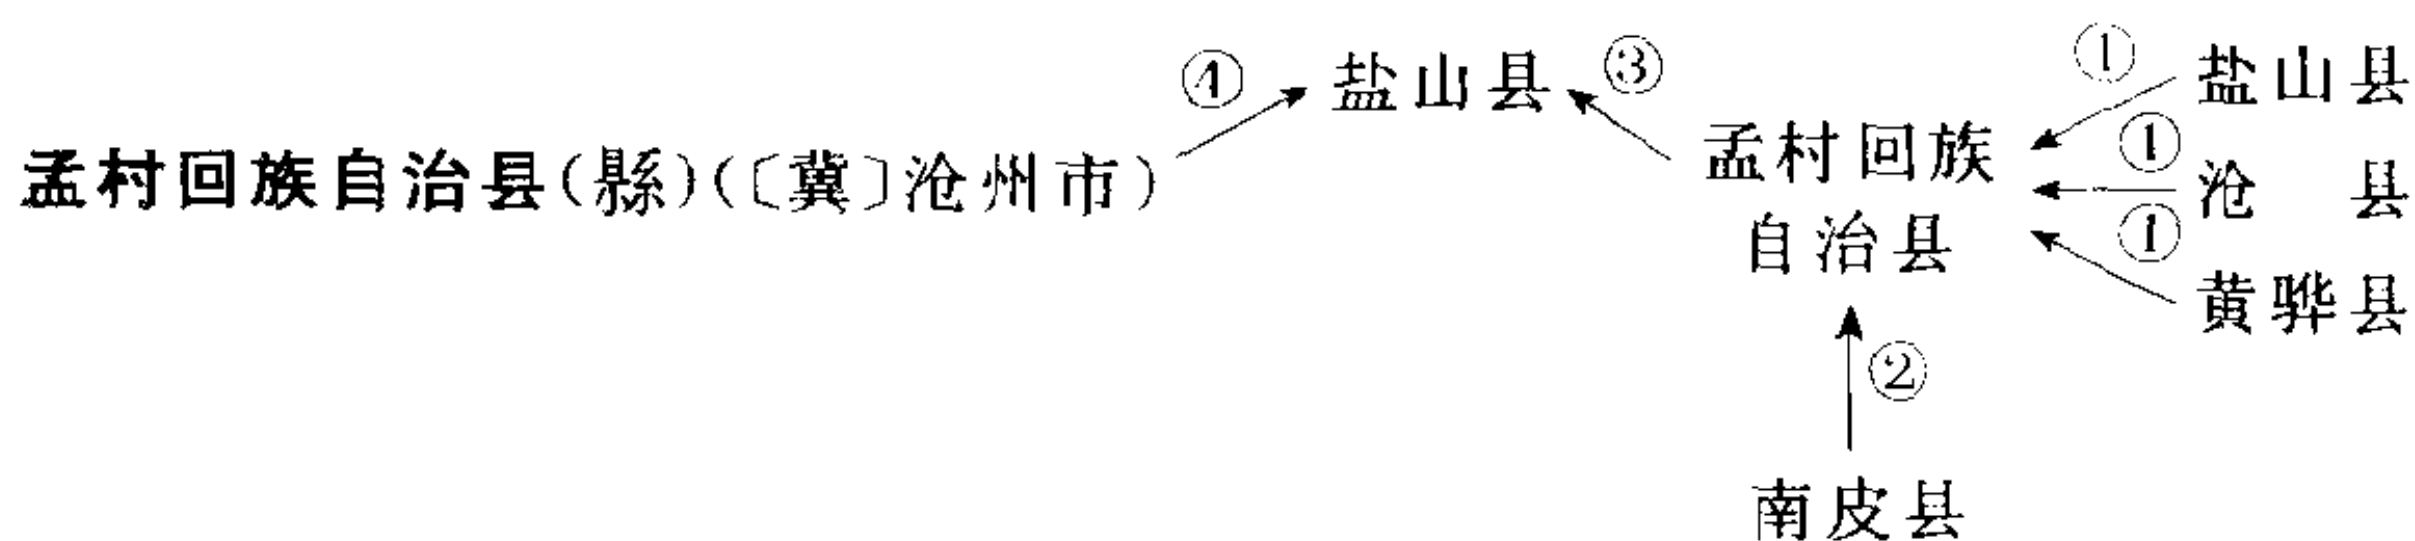 孟村回族自治县(縣)(〔冀〕沧州市)
④
盐山县
③
孟村回族
自治县
①
盐山县
①
沧 县
①
黄骅县
②
南皮县